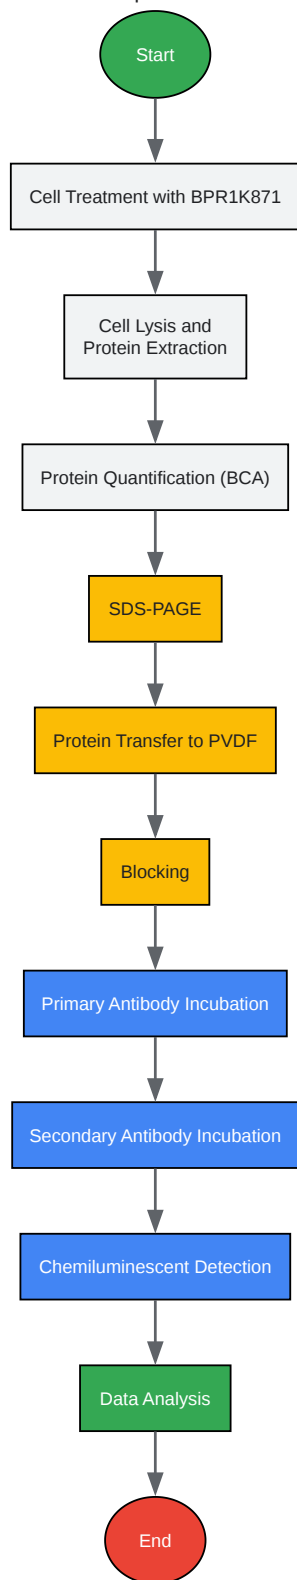 Start
Cell Treatment with BPR1K871
Cell Lysis and
Protein Extraction
Protein Quantification (BCA)
SDS-PAGE
Protein Transfer to PVDF
Blocking
Primary Antibody Incubation
Secondary Antibody Incubation
Chemiluminescent Detection
Data Analysis
End